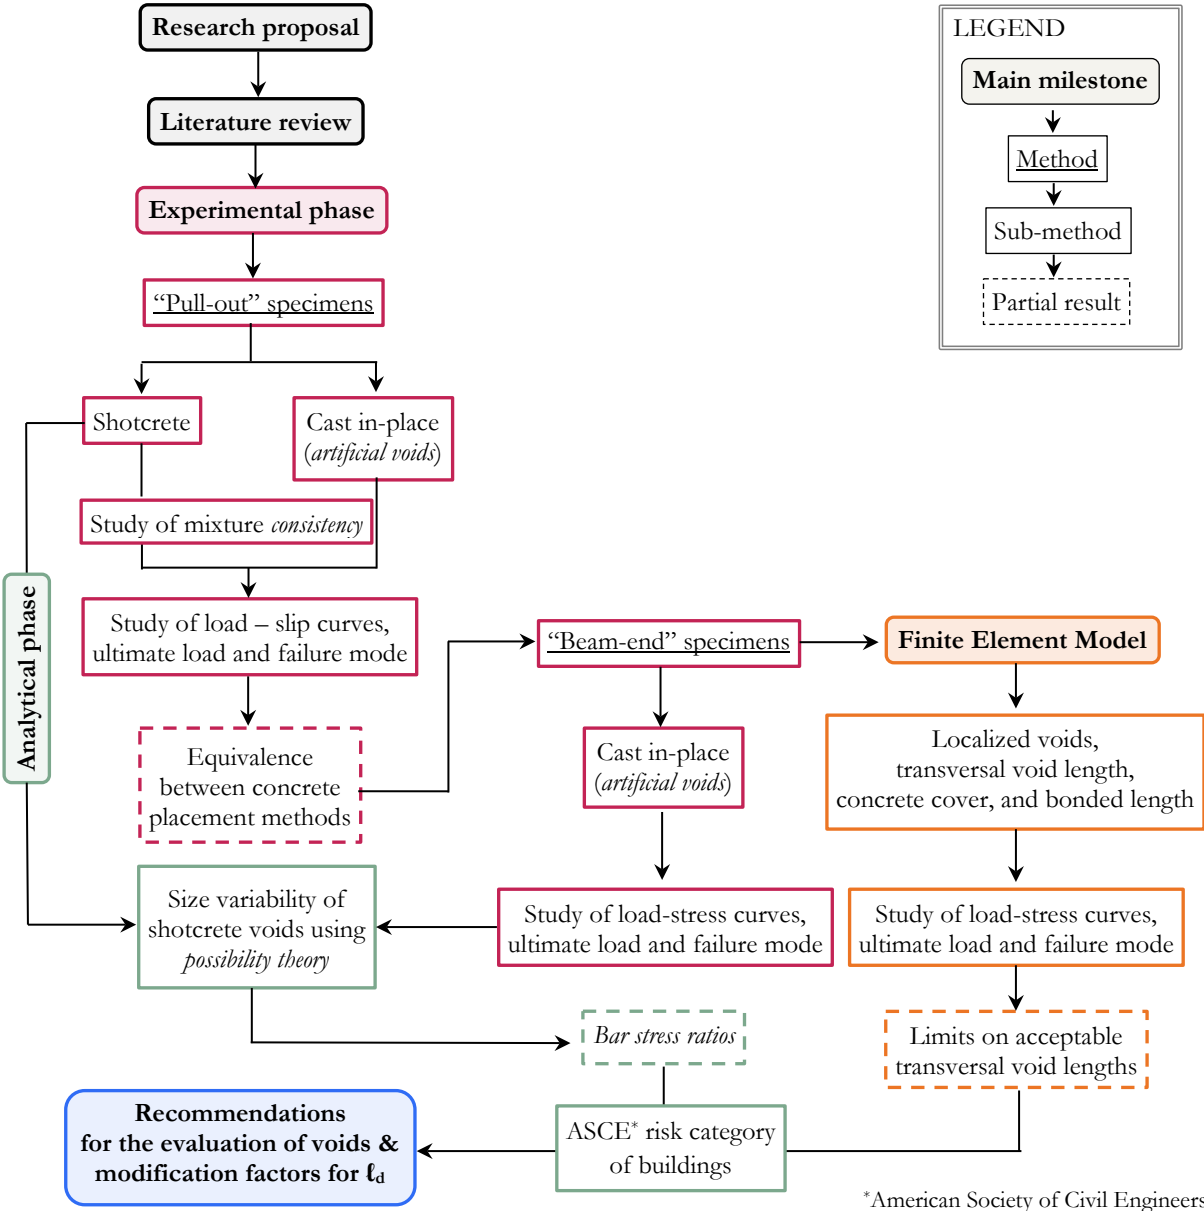 Research proposal
Literature review
Experimental phase
“Pull-out” specimens
Shotcrete
Cast in-place
(artificial voids)
Study of mixture consistency
Analytical phase
Study of load – slip curves,
ultimate load and failure mode
Equivalence
between concrete
placement methods
“Beam-end” specimens
Cast in-place
(artificial voids)
Finite Element Model
Localized voids,
transversal void length,
concrete cover, and bonded length
Size variability of
shotcrete voids using
possibility theory
Study of load-stress curves,
ultimate load and failure mode
Study of load-stress curves,
ultimate load and failure mode
Bar stress ratios
Limits on acceptable
transversal void lengths
Recommendations
for the evaluation of voids &
modification factors for ℓd
ASCE* risk category
of buildings
*American Society of Civil Engineers
LEGEND
Main milestone
Method
Sub-method
Partial result